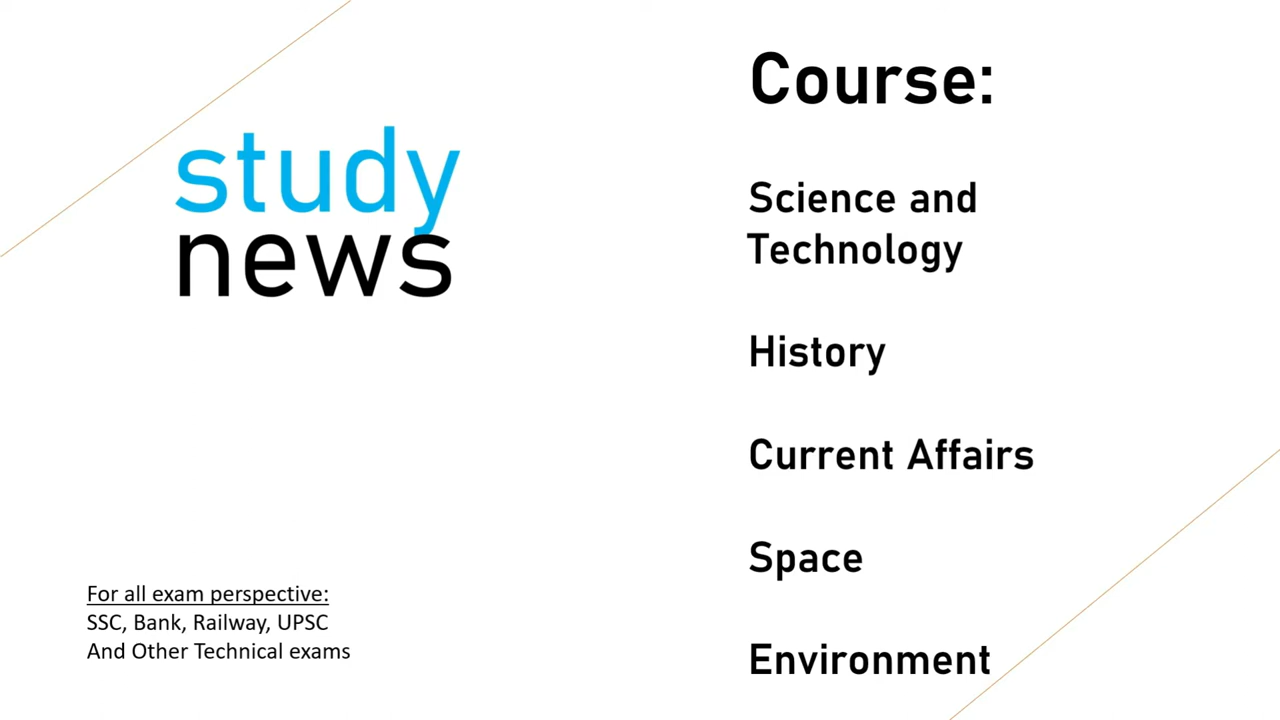 study
news
Course:
Science and
Technology
History
Current Affairs
Space
Environment
For all exam perspective:
SSC, Bank, Railway, UPSC
And Other Technical exams